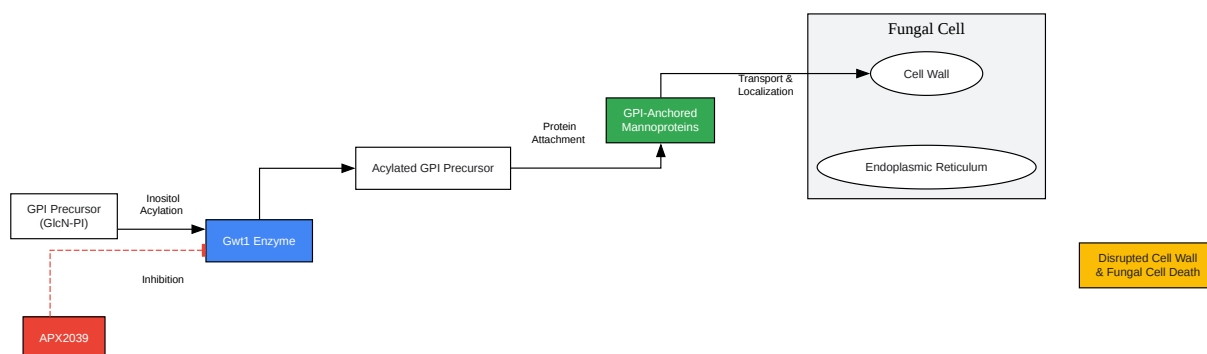 Fungal Cell
Cell Wall
Transport &
Localization
GPI-Anchored
Mannoproteins
Protein
Attachment
Acylated GPI Precursor
Endoplasmic Reticulum
Inositol
Acylation
GPI Precursor
(GlcN-PI)
Gwt1 Enzyme
Inhibition
APX2039
Disrupted Cell Wall
& Fungal Cell Death